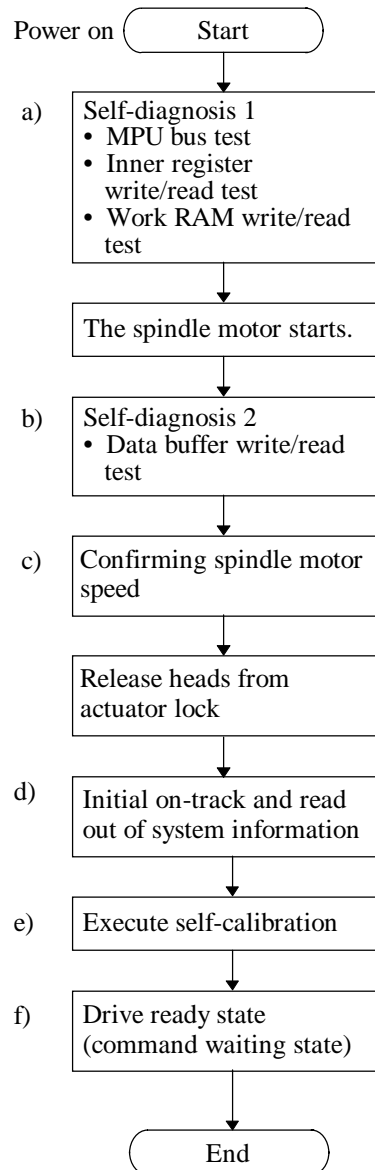 Power on
Start
a)
Self-diagnosis 1
• MPU bus test
• Inner register
write/read test
• Work RAM write/read
test
The spindle motor starts.
b)
Self-diagnosis 2
• Data buffer write/read
test
c)
Confirming spindle motor
speed
Release heads from
actuator lock
d)
Initial on-track and read
out of system information
e)
Execute self-calibration
f)
Drive ready state
(command waiting state)
End